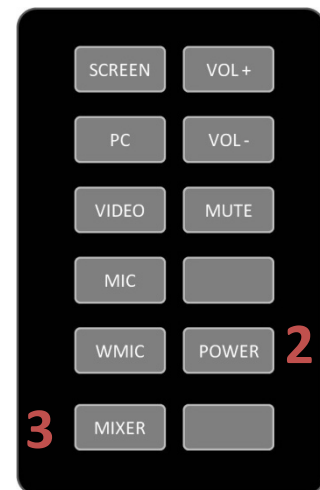 SCREEN VOL +
PC VOL -
VIDEO MUTE
MIC
WMIC POWER 2
3 MIXER